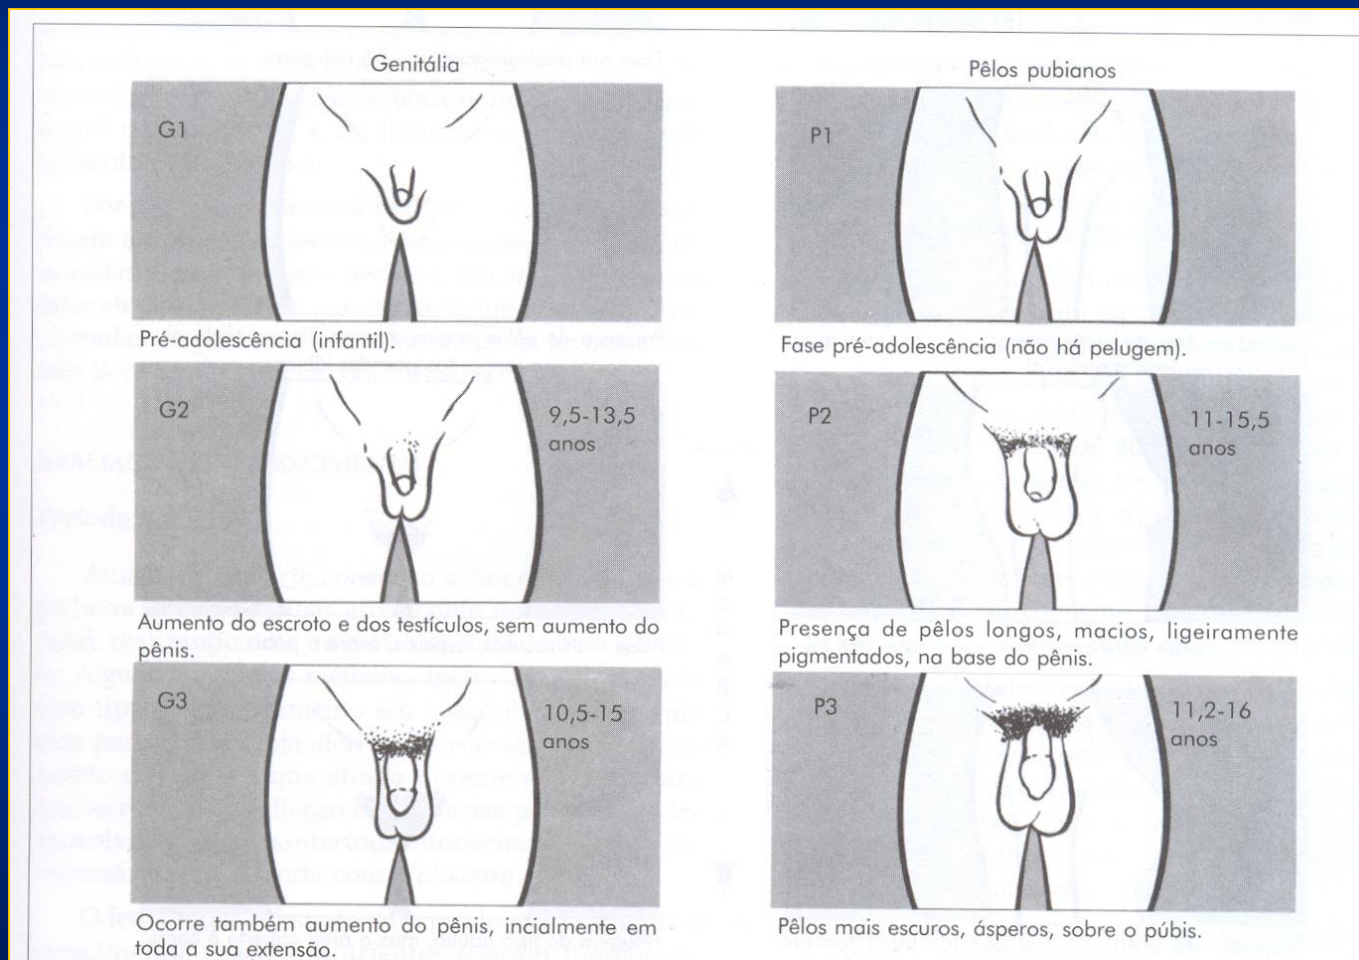 Genitália
G1
Pré-adolescência (infantil).
G2
9,5-13,5
anos
Aumento do escroto e dos testículos, sem aumento do
pênis.
G3
10,5-15
anos
Ocorre também aumento do pênis, incialmente em
toda a sua extensão.
Pêlos pubianos
P1
Fase pré-adolescência (não há pelugem).
P2
11-15,5
anos
Presença de pêlos longos, macios, ligeiramente
pigmentados, na base do pênis.
P3
11,2-16
anos
Pêlos mais escuros, ásperos, sobre o púbis.